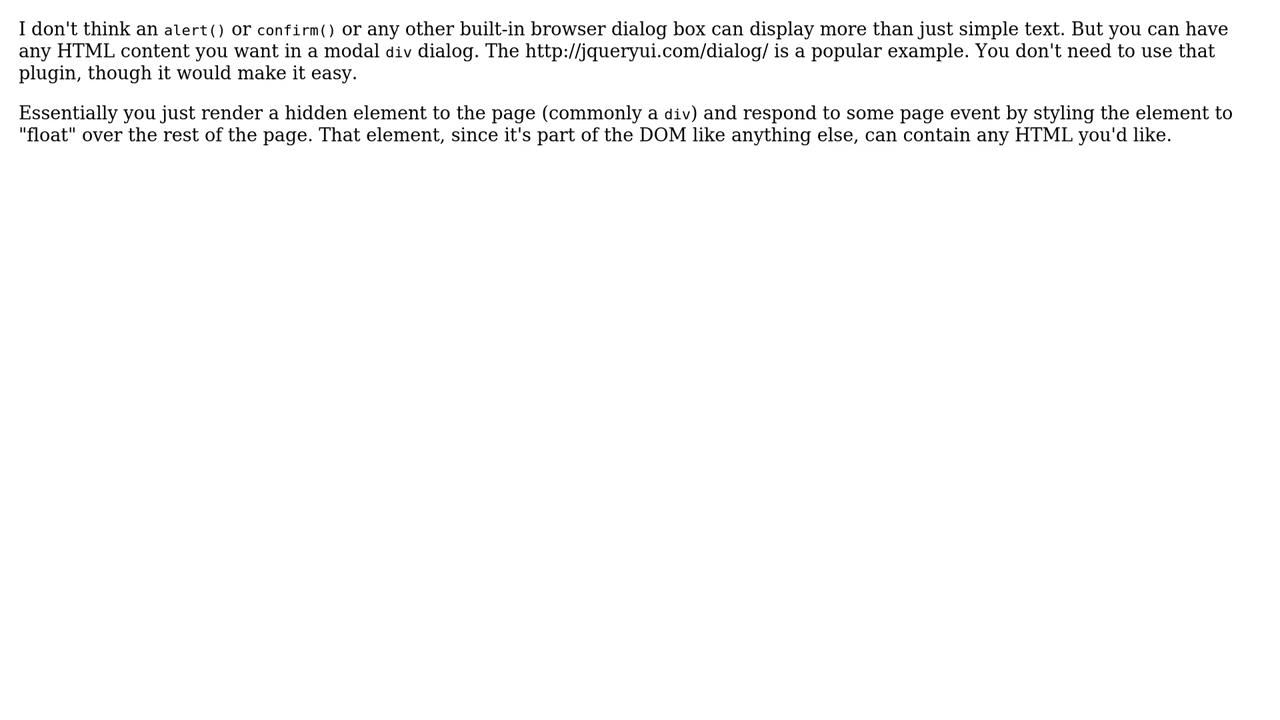 I don't think an alert() or confirm() or any other built-in browser dialog box can display more than just simple text. But you can have
any HTML content you want in a modal div dialog. The http://jqueryui.com/dialog/ is a popular example. You don't need to use that
plugin, though it would make it easy.
Essentially you just render a hidden element to the page (commonly a div) and respond to some page event by styling the element to
"float" over the rest of the page. That element, since it's part of the DOM like anything else, can contain any HTML you'd like.